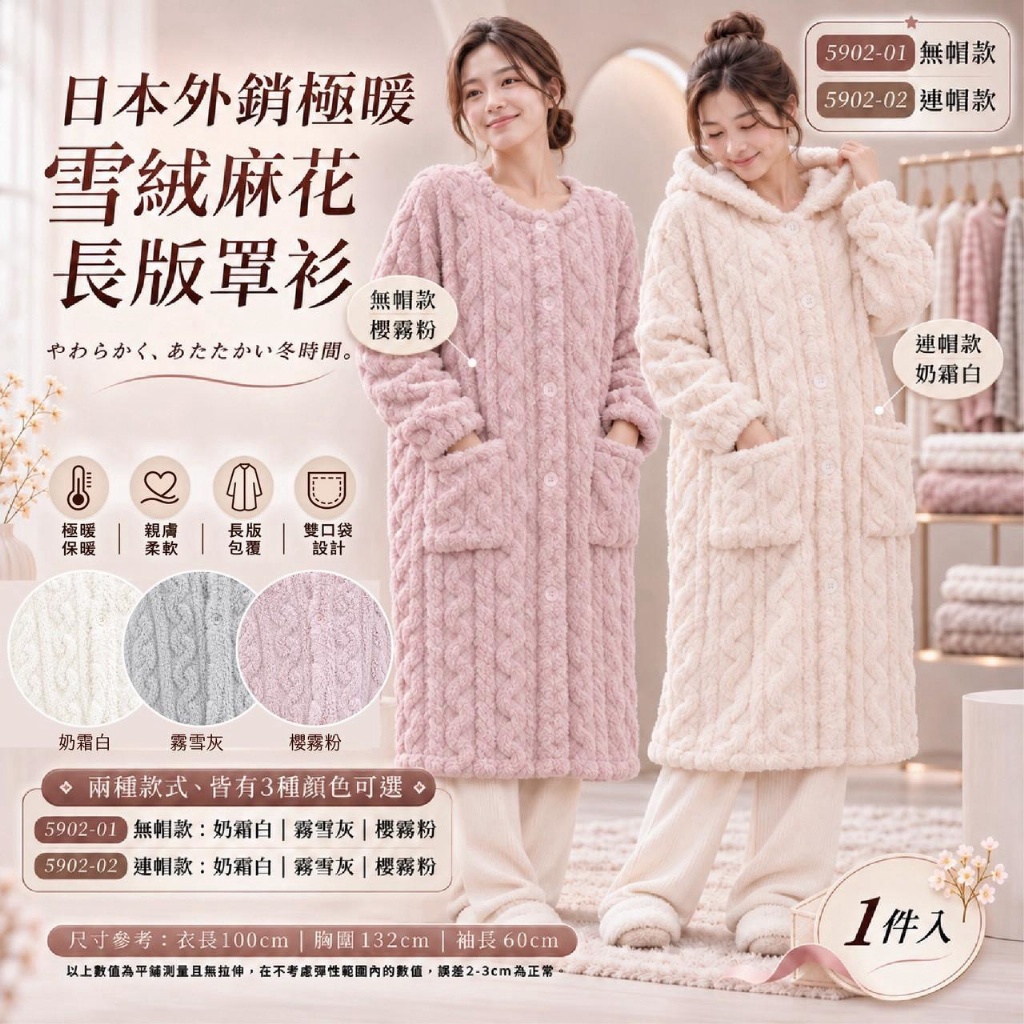 日本外銷極暖
雪絨麻花
長版罩衫
やわらかく、あたたかい冬時間。
5902-01 無帽款
5902-02 連帽款
無帽款
櫻霧粉
連帽款
奶霜白
極暖
保暖
親膚
柔軟
長版
包覆
雙口袋
設計
奶霜白
霧雪灰
櫻霧粉
兩種款式、皆有3種顏色可選
5902-01 無帽款：奶霜白|霧雪灰|櫻霧粉
5902-02 連帽款：奶霜白|霧雪灰|櫻霧粉
尺寸參考：衣長100cm|胸圍132cm|袖長60cm
以上數值為平鋪測量且無拉伸，在不考慮彈性範圍內的數值，誤差2-3cm為正常。
1件入